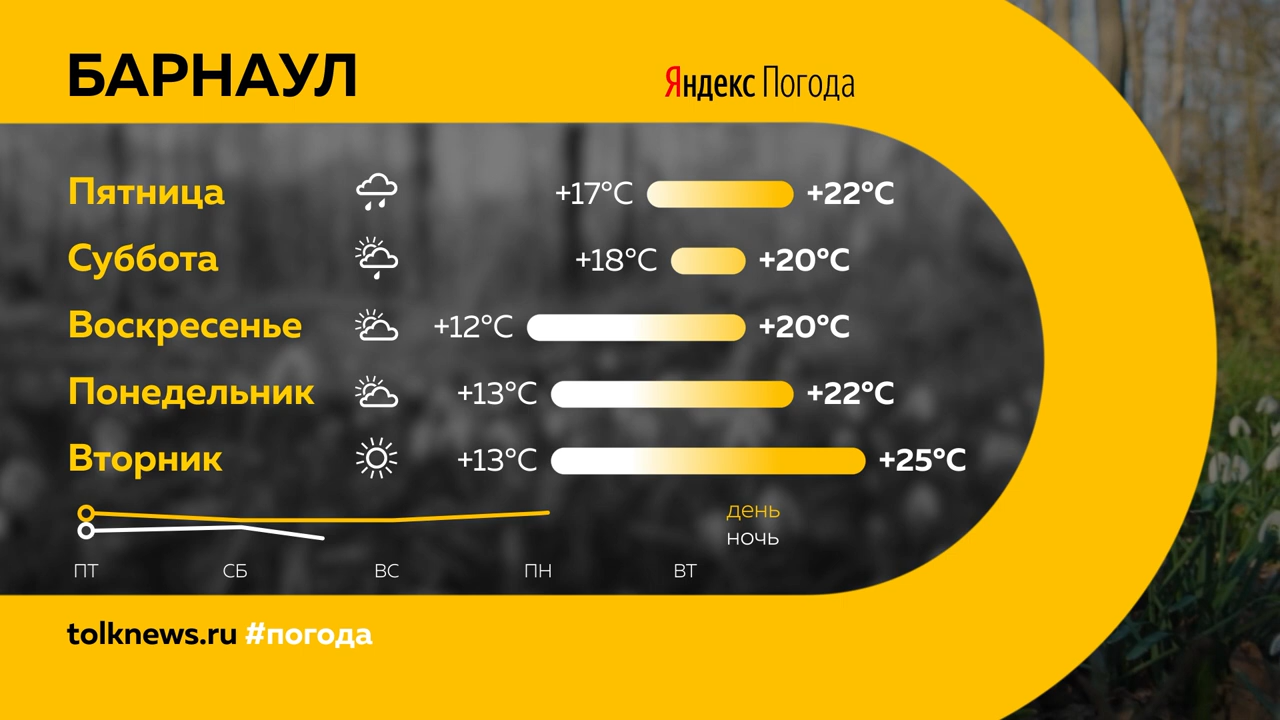 БАРНАУЛ
Яндекс Погода
Пятница +17°C +22°C
Суббота +18°C +20°C
Воскресенье +12°C +20°C
Понедельник +13°C +22°C
Вторник +13°C +25°C
день
ночь
ПТ СБ ВС ПН ВТ
tolknews.ru #погода